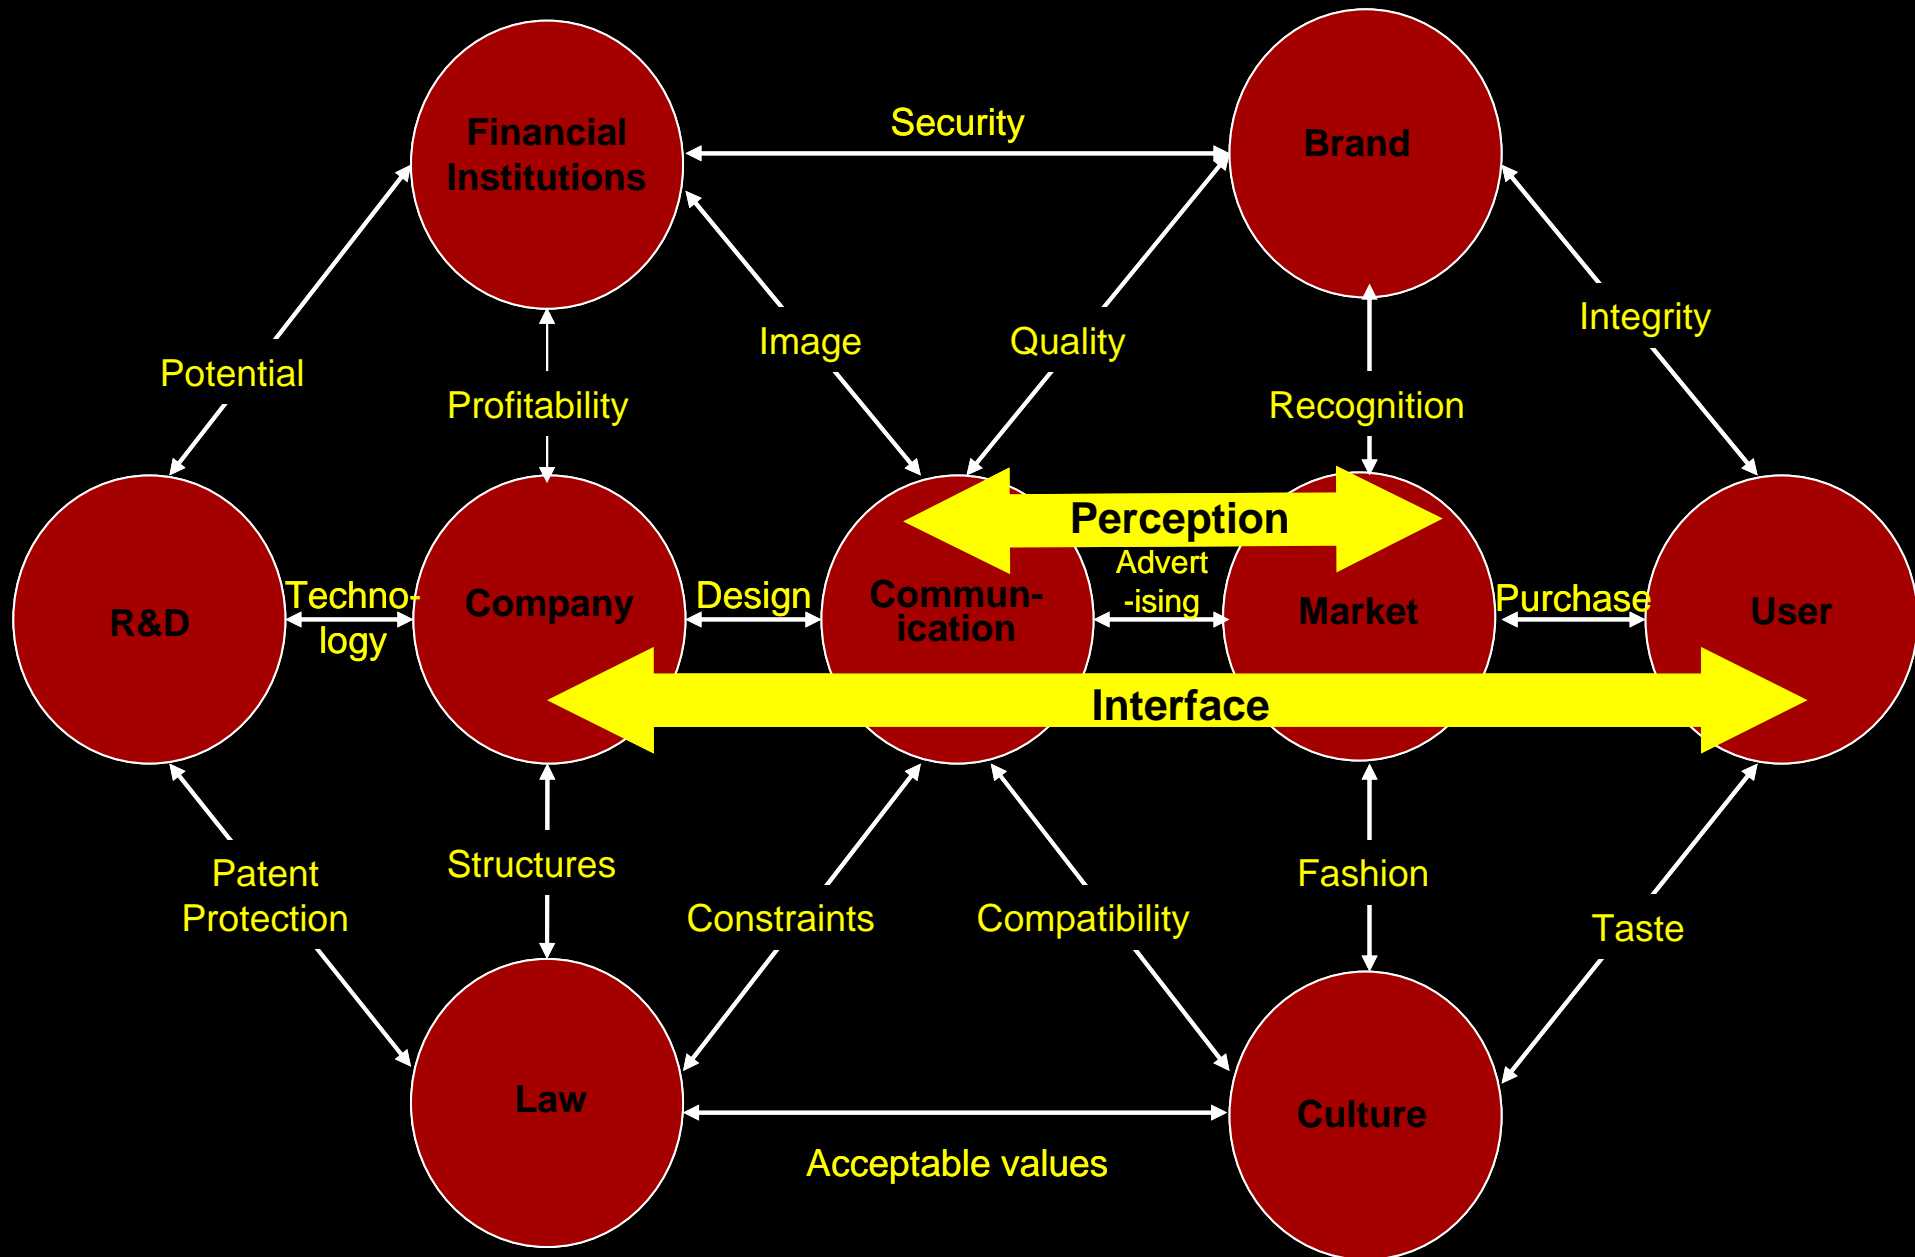 Financial
Institutions
Security
Brand
Potential
Profitability
Image
Quality
Recognition
Integrity
R&D
Techno-
logy
Company
Design
Commun-
ication
Perception
Advert
-ising
Market
Purchase
User
Interface
Patent
Protection
Structures
Constraints
Compatibility
Fashion
Taste
Law
Acceptable values
Culture